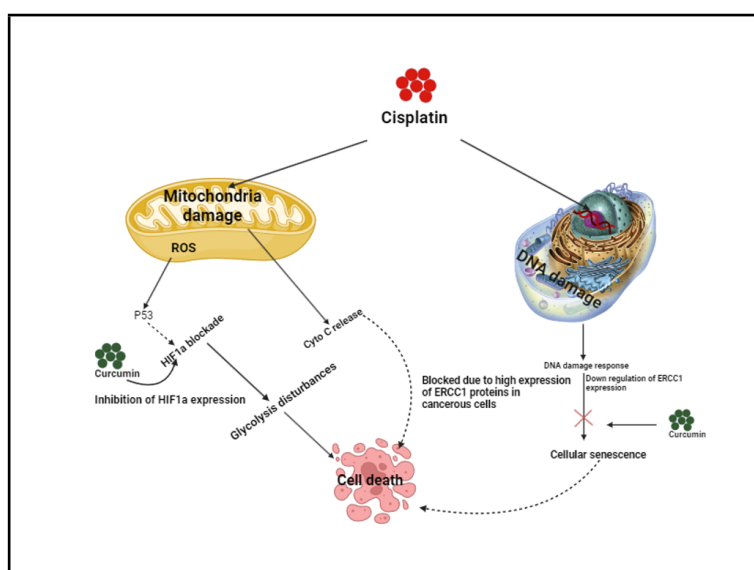 Cisplatin
Mitochondria
damage
ROS
DNA damage
P53
HIF1a blockade
Cyto C release
Curcumin
Inhibition of HIF1a expression
Glycolysis disturbances
DNA damage response
Down regulation of ERCC1
expression
Blocked due to high expression
of ERCC1 proteins in
cancerous cells
Curcumin
Cellular senescence
Cell death